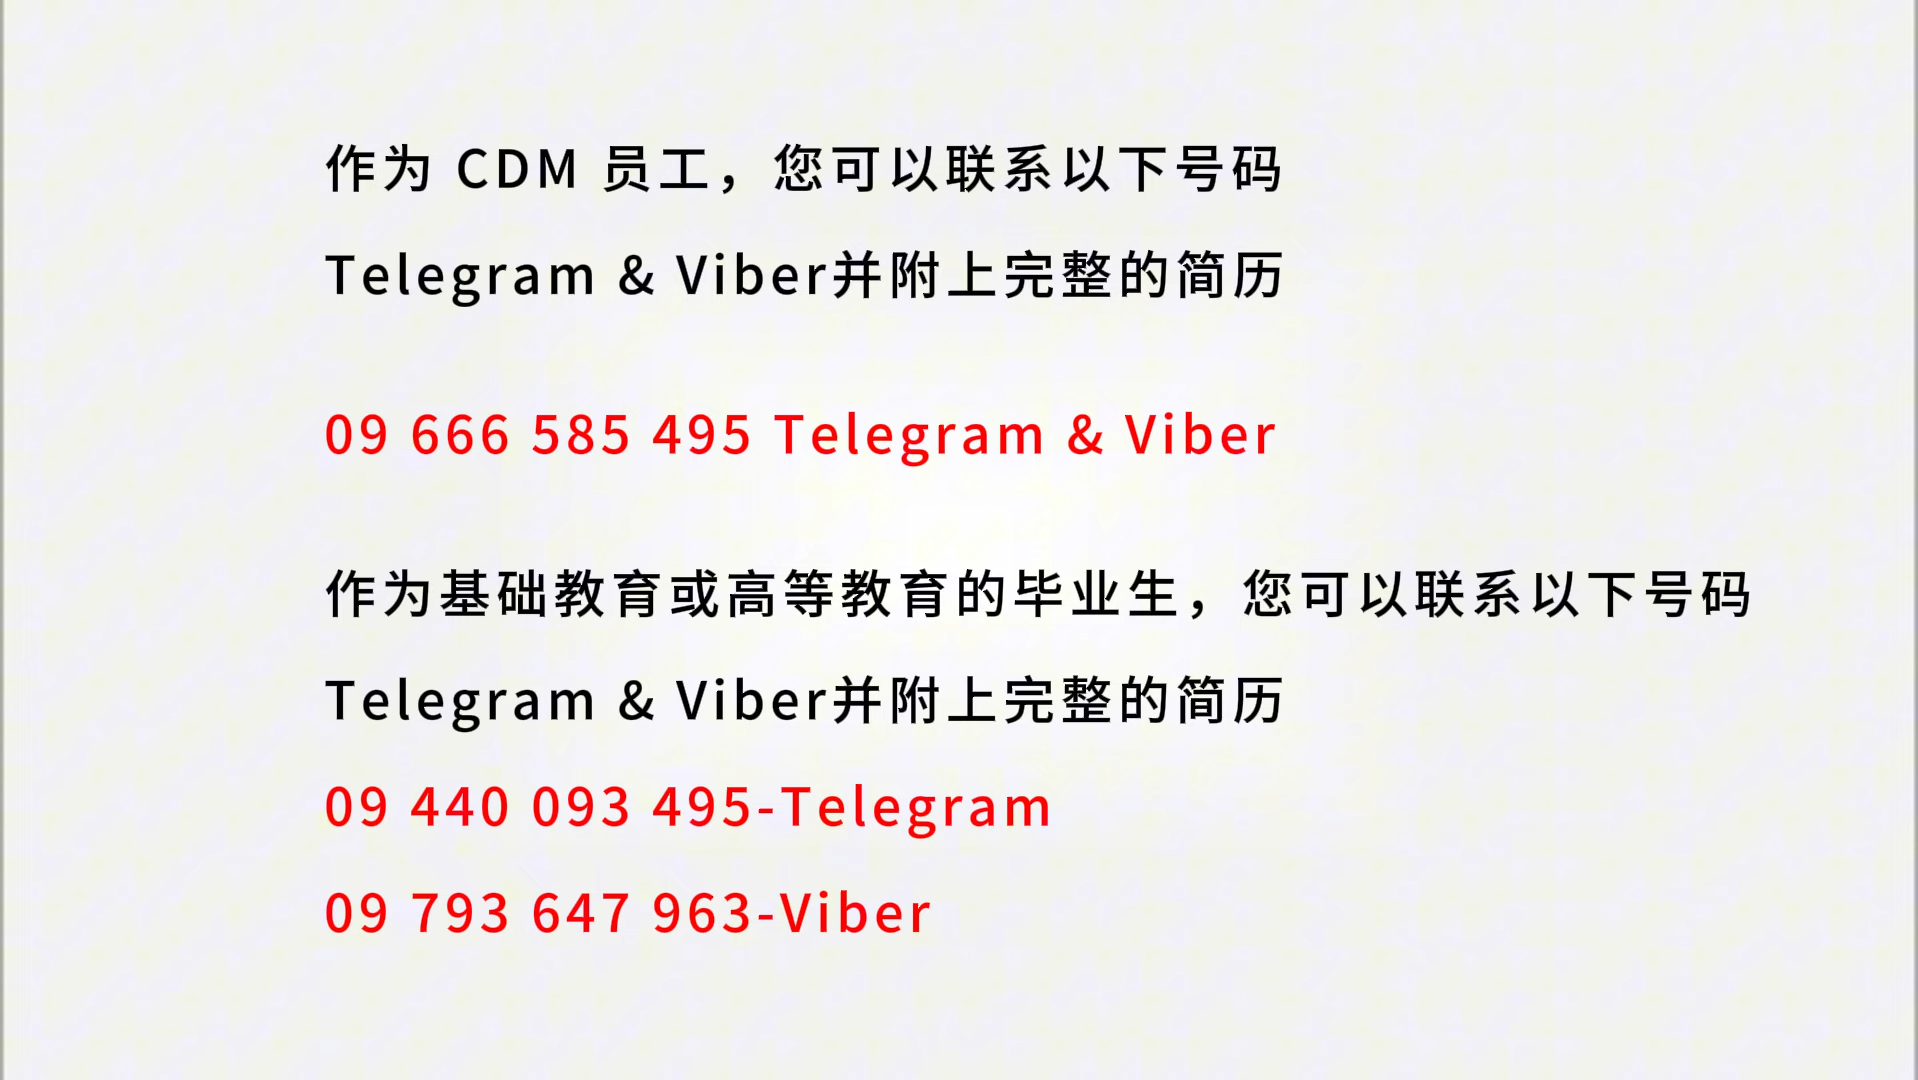 作为 CDM 员工，您可以联系以下号码
Telegram & Viber并附上完整的简历
09 666 585 495 Telegram & Viber
作为基础教育或高等教育的毕业生，您可以联系以下号码
Telegram & Viber并附上完整的简历
09 440 093 495-Telegram
09 793 647 963-Viber